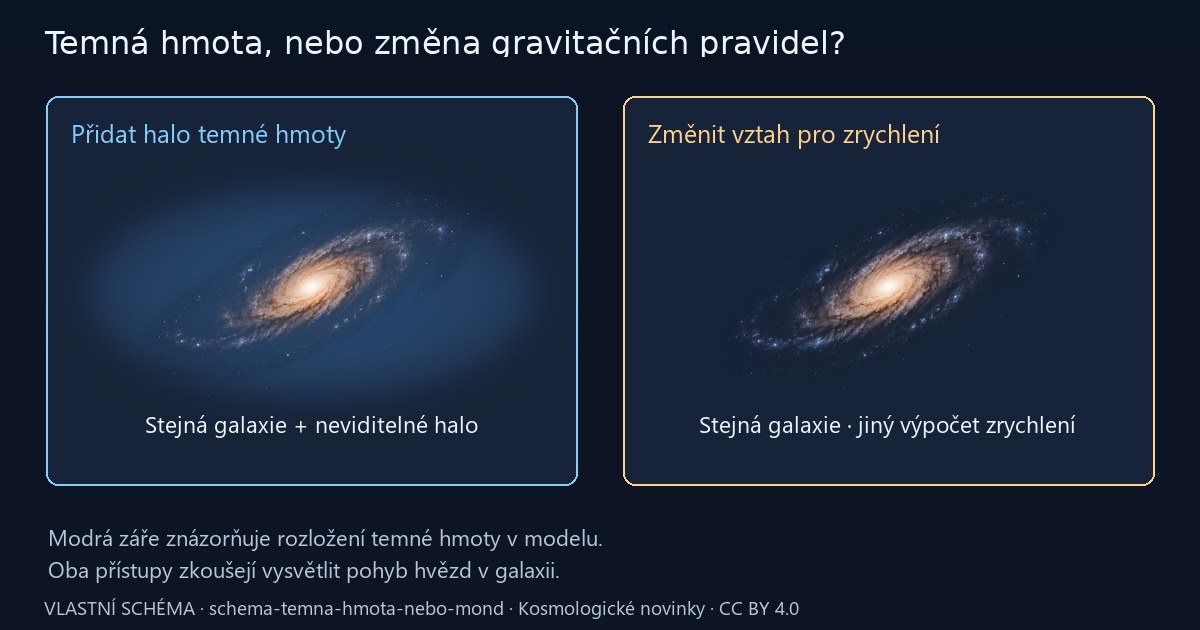 Temná hmota, nebo změna gravitačních pravidel?
Přidat halo temné hmoty
Stejná galaxie + neviditelné halo
Změnit vztah pro zrychlení
Stejná galaxie · jiný výpočet zrychlení
Modrá záře znázorňuje rozložení temné hmoty v modelu.
Oba přístupy zkoušejí vysvětlit pohyb hvězd v galaxii.
VLASTNÍ SCHÉMA · schema-temna-hmota-nebo-mond · Kosmologické novinky · CC BY 4.0